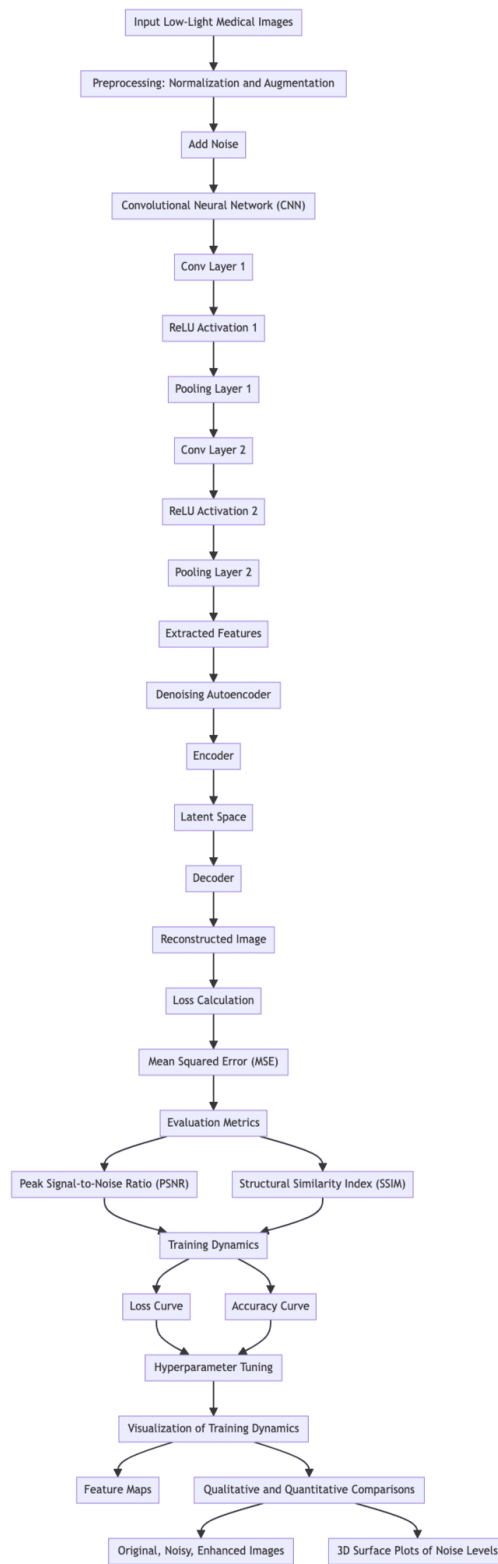 Input Low-Light Medical Images
Preprocessing: Normalization and Augmentation
Add Noise
Convolutional Neural Network (CNN)
Conv Layer 1
ReLU Activation 1
Pooling Layer 1
Conv Layer 2
ReLU Activation 2
Pooling Layer 2
Extracted Features
Denoising Autoencoder
Encoder
Latent Space
Decoder
Reconstructed Image
Loss Calculation
Mean Squared Error (MSE)
Evaluation Metrics
Peak Signal-to-Noise Ratio (PSNR)
Structural Similarity Index (SSIM)
Training Dynamics
Loss Curve
Accuracy Curve
Hyperparameter Tuning
Visualization of Training Dynamics
Feature Maps
Qualitative and Quantitative Comparisons
Original, Noisy, Enhanced Images
3D Surface Plots of Noise Levels